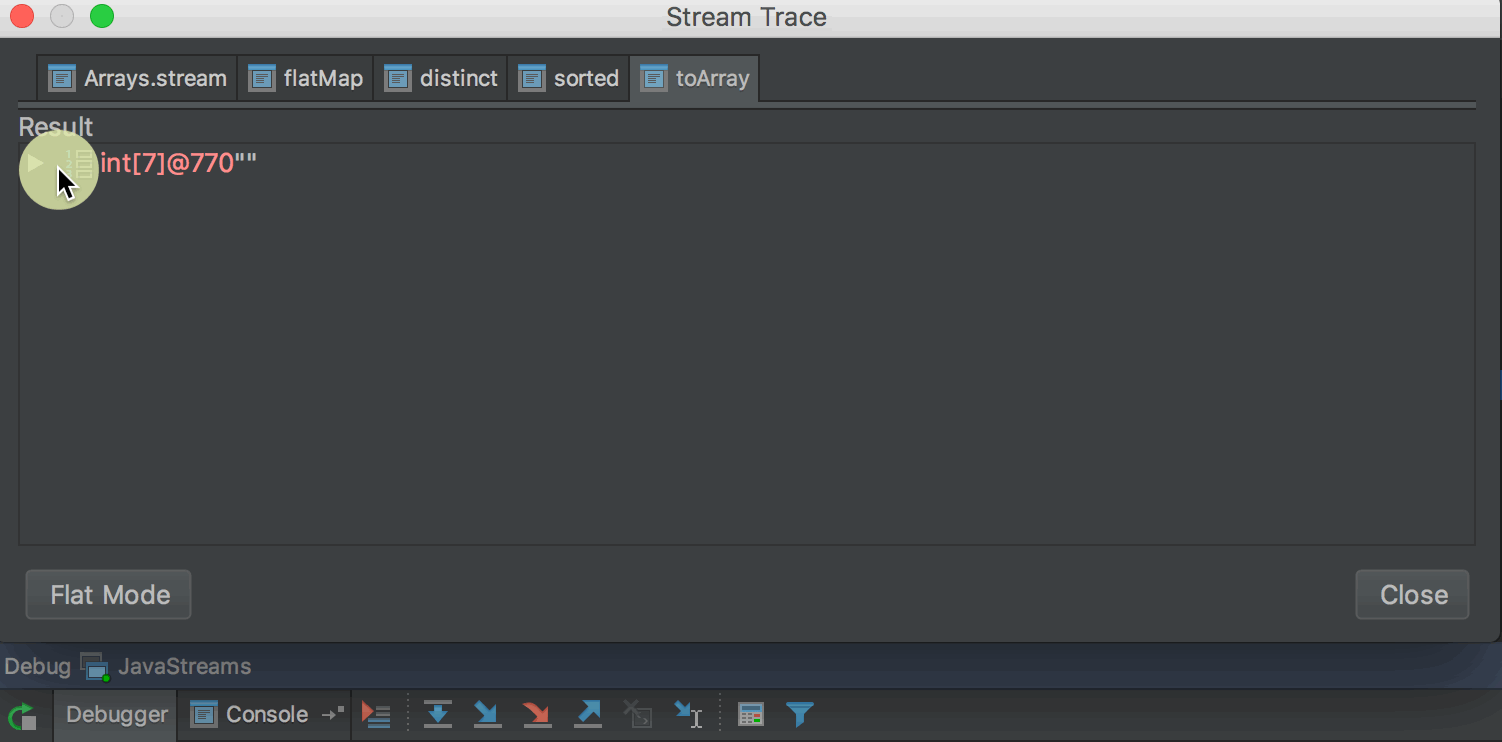 Stream Trace
Arrays.stream flatMap distinct sorted toArray
Result
int[7]@770""
Flat Mode Close
Debug JavaStreams
Debugger Console